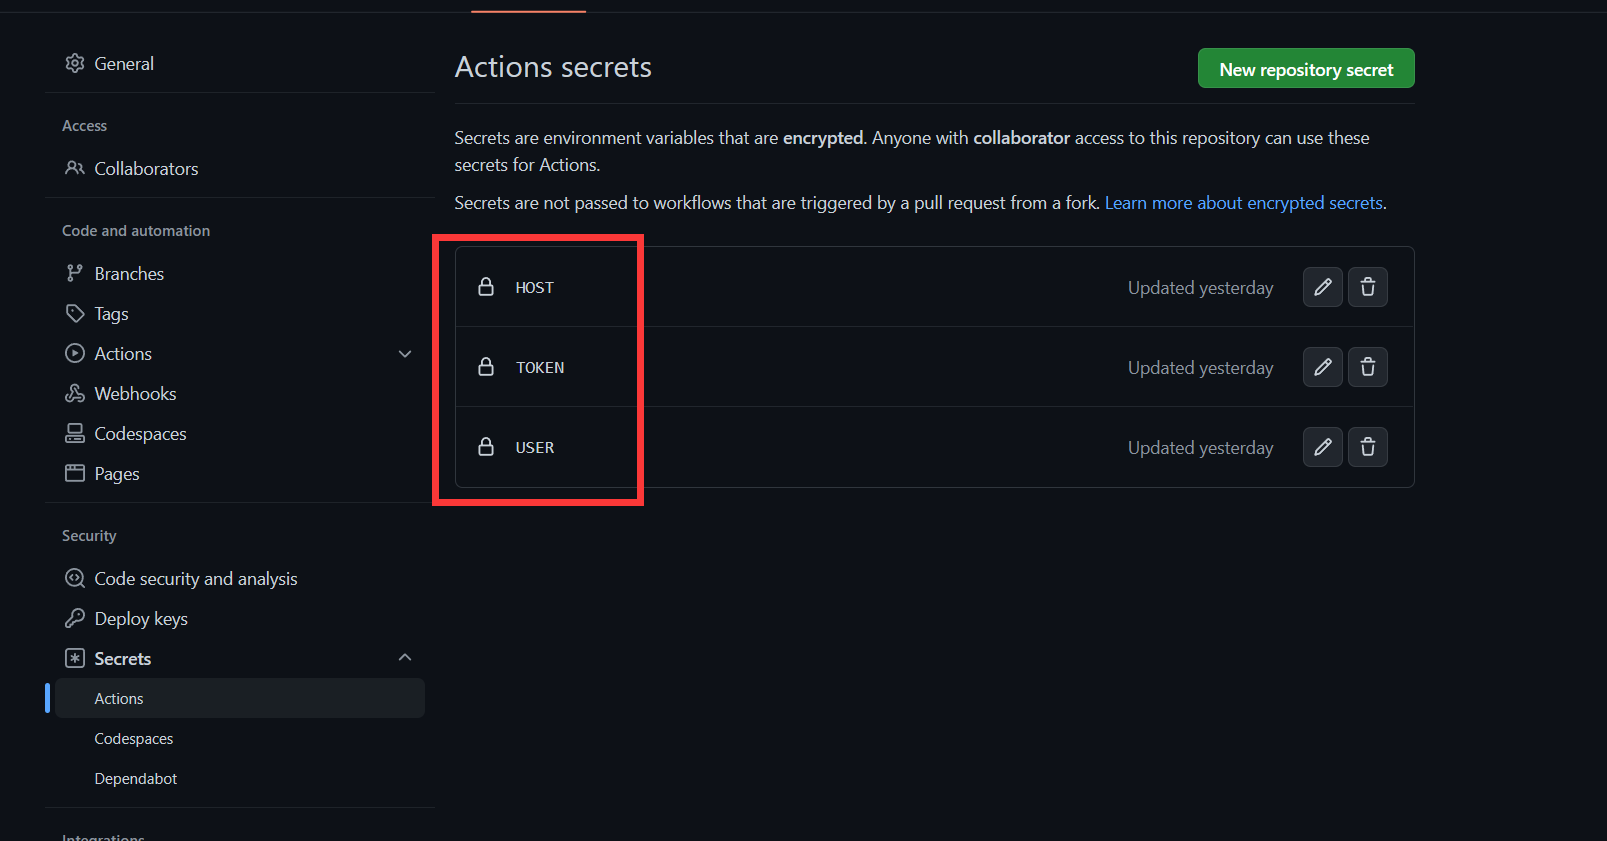 General
Access
Collaborators
Code and automation
Branches
Tags
Actions
Webhooks
Codespaces
Pages
Security
Code security and analysis
Deploy keys
Secrets
Actions
Codespaces
Dependabot
Integrations
Actions secrets
New repository secret
Secrets are environment variables that are encrypted. Anyone with collaborator access to this repository can use these
secrets for Actions.
Secrets are not passed to workflows that are triggered by a pull request from a fork. Learn more about encrypted secrets.
HOST Updated yesterday
TOKEN Updated yesterday
USER Updated yesterday